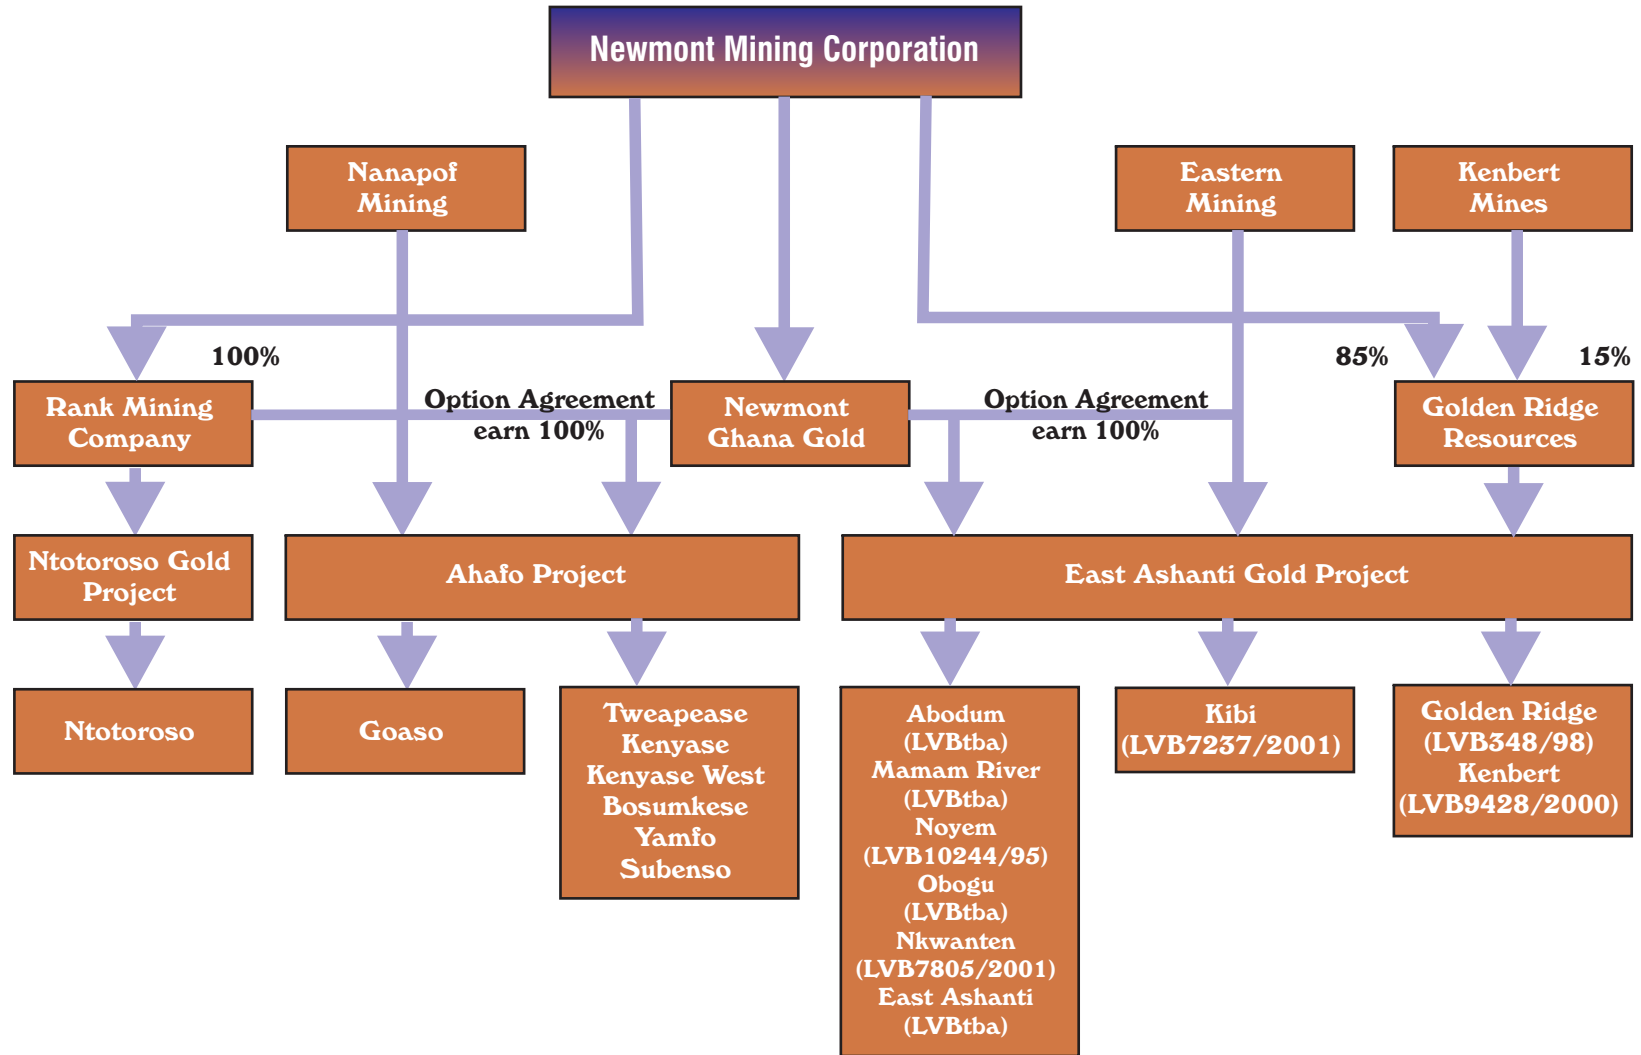 Newmont Mining Corporation
Nanapof
Mining
Eastern
Mining
Kenbert
Mines
100%
85%
15%
Rank Mining
Company
Option Agreement
earn 100%
Newmont
Ghana Gold
Option Agreement
earn 100%
Golden Ridge
Resources
Ntotoroso Gold
Project
Ahafo Project
East Ashanti Gold Project
Ntotoroso
Goaso
Tweapease
Kenyase
Kenyase West
Bosumkese
Yamfo
Subenso
Abodum
(LVBtba)
Mamam River
(LVBtba)
Noyem
(LVB10244/95)
Obogu
(LVBtba)
Nkwanten
(LVB7805/2001)
East Ashanti
(LVBtba)
Kibi
(LVB7237/2001)
Golden Ridge
(LVB348/98)
Kenbert
(LVB9428/2000)